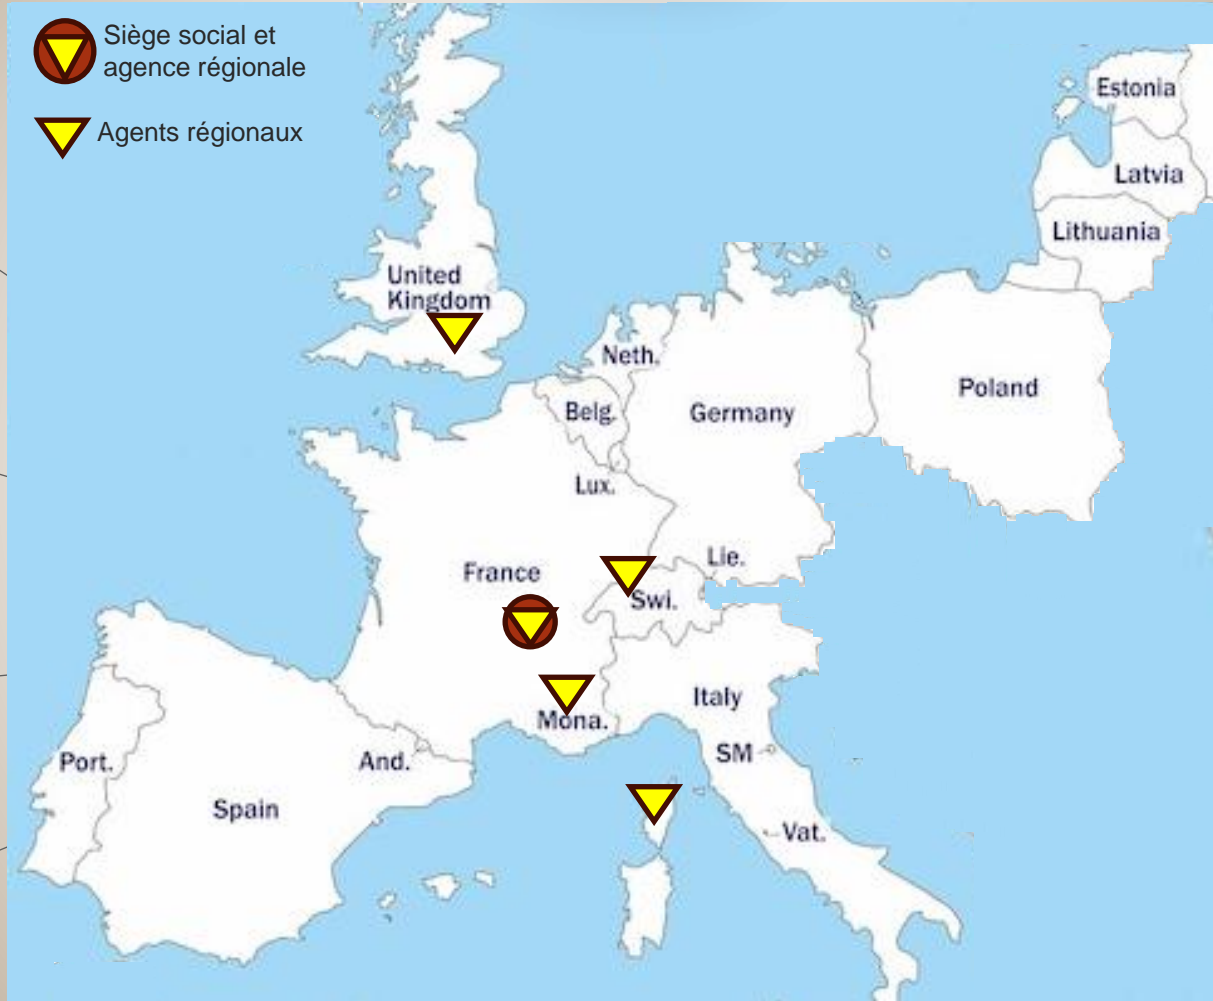 Siège social et
agence régionale
Agents régionaux
Estonia
Latvia
Lithuania
United
Kingdom
Neth.
Poland
Belg.
Germany
Lux.
Lie.
France
Swi.
Italy
Mona.
SM
Port.
And.
Spain
Vat.